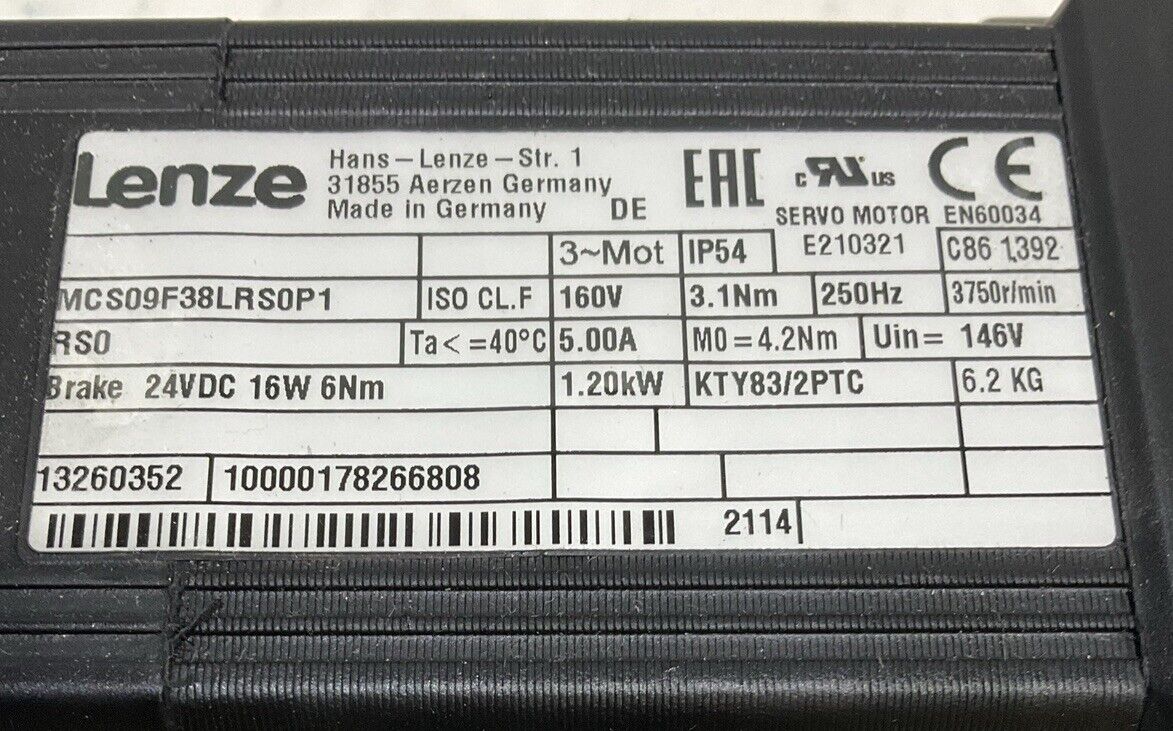 Lenze
Hans-Lenze-Str. 1
31855 Aerzen Germany
Made in Germany DE
EAC
c RU us
CE
SERVO MOTOR EN60034
3~Mot IP54 E210321 C86 1392
MCS09F38LRS0P1 ISO CL.F 160V 3.1Nm 250Hz 3750r/min
RS0 Ta<=40°C 5.00A M0=4.2Nm Uin= 146V
Brake 24VDC 16W 6Nm 1.20kW KTY83/2PTC 6.2 KG
13260352 10000178266808
2114